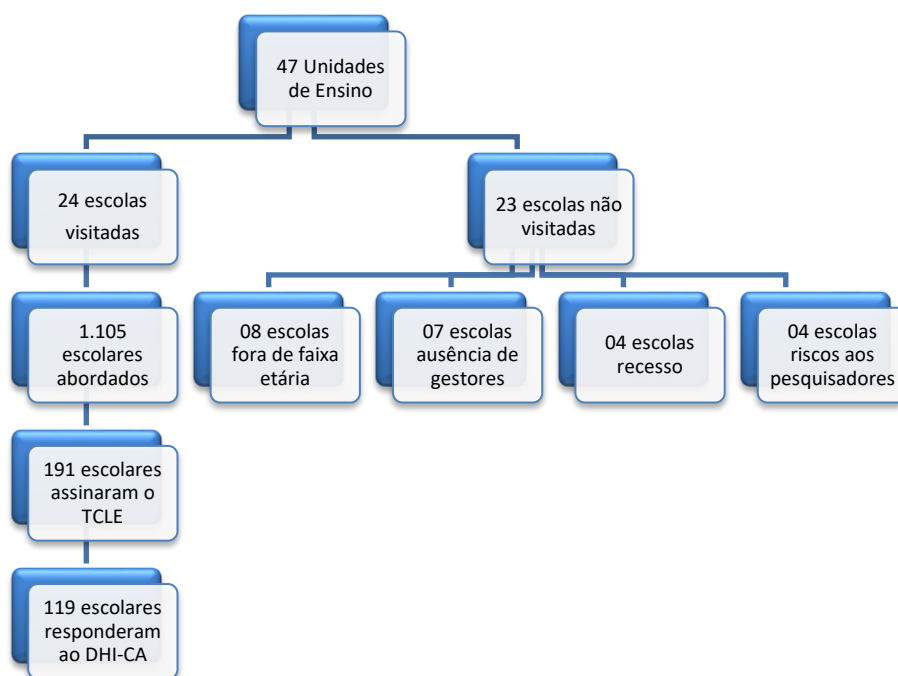 47 Unidades
de Ensino
24 escolas
visitadas
23 escolas não
visitadas
1.105
escolares
abordados
08 escolas
fora de faixa
etária
07 escolas
ausência de
gestores
04 escolas
recesso
04 escolas
riscos aos
pesquisadores
191 escolares
assinaram o
TCLE
119 escolares
responderam
ao DHI-CA